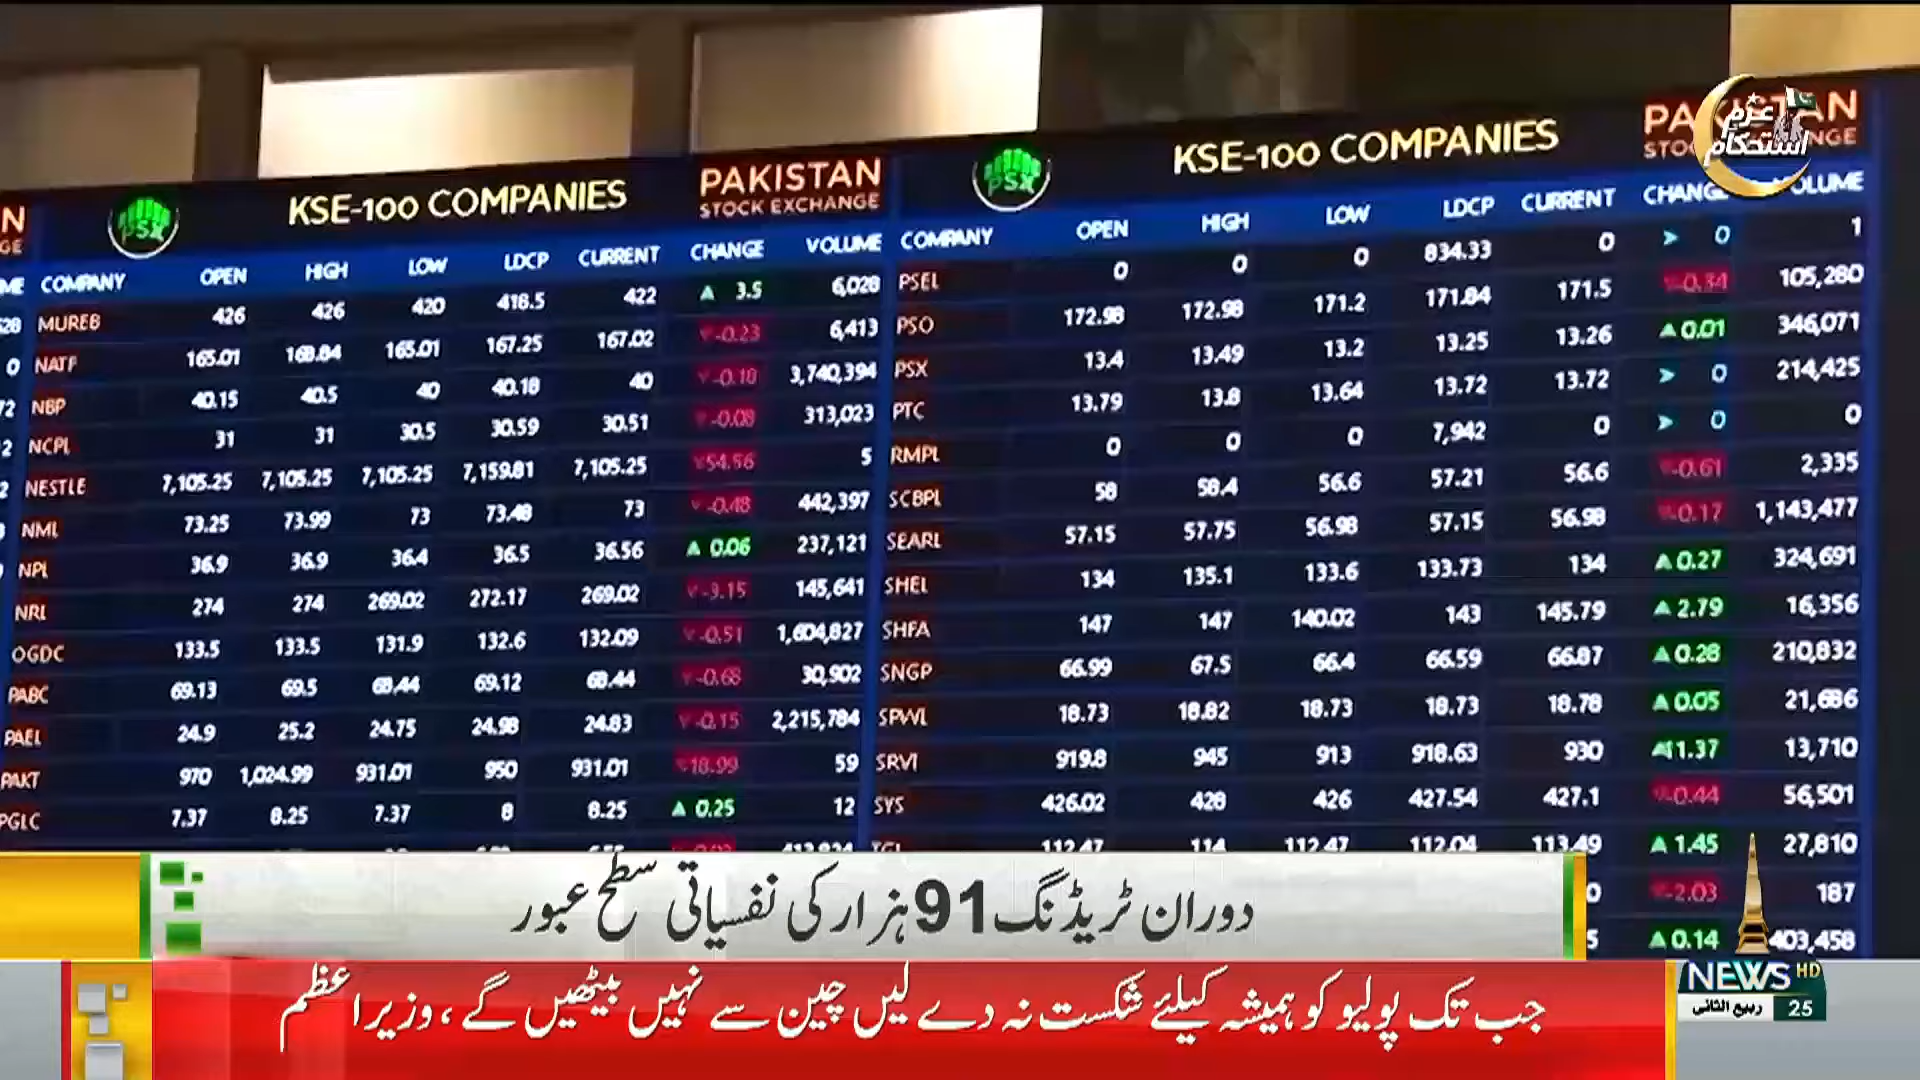 عزم
استحکام
KSE-100 COMPANIES
PAKISTAN
STOCK EXCHANGE
PSX
COMPANY OPEN HIGH LOW LDCP CURRENT CHANGE VOLUME
MUREB 426 426 420 418.5 422 ▲ 3.5 6,028
NATF 165.01 168.84 165.01 167.25 167.02 ▼-0.23 6,413
NBP 40.15 40.5 40 40.18 40 ▼-0.18 3,740,394
NCPL 31 31 30.5 30.59 30.51 ▼-0.08 313,023
NESTLE 7,105.25 7,105.25 7,105.25 7,159.81 7,105.25 ▼54.56 5
NML 73.25 73.99 73 73.48 73 ▼-0.48 442,397
NPL 36.9 36.9 36.4 36.5 36.56 ▲ 0.06 237,121
NRL 274 274 269.02 272.17 269.02 ▼-3.15 145,641
OGDC 133.5 133.5 131.9 132.6 132.09 ▼-0.51 1,604,827
PABC 69.13 69.5 68.44 69.12 68.44 ▼-0.68 30,902
PAEL 24.9 25.2 24.75 24.98 24.83 ▼-0.15 2,215,784
PAKT 970 1,024.99 931.01 950 931.01 ▼18.99 59
PGLC 7.37 8.25 7.37 8 8.25 ▲ 0.25 12
PSX
KSE-100 COMPANIES
COMPANY OPEN HIGH LOW LDCP CURRENT CHANGE VOLUME
PSEL 0 0 0 834.33 0 ➤ 0 1
PSO 172.98 172.98 171.2 171.84 171.5 ▼-0.34 105,280
PSX 13.4 13.49 13.2 13.25 13.26 ▲0.01 346,071
PTC 13.79 13.8 13.64 13.72 13.72 ➤ 0 214,425
RMPL 0 0 0 7,942 0 ➤ 0 0
SCBPL 58 58.4 56.6 57.21 56.6 ▼-0.61 2,335
SEARL 57.15 57.75 56.98 57.15 56.98 ▼-0.17 1,143,477
SHEL 134 135.1 133.6 133.73 134 ▲0.27 324,691
SHFA 147 147 140.02 143 145.79 ▲2.79 16,356
SNGP 66.99 67.5 66.4 66.59 66.87 ▲0.28 210,832
SPWL 18.73 18.82 18.73 18.73 18.78 ▲0.05 21,686
SRVI 919.8 945 913 918.63 930 ▲11.37 13,710
SYS 426.02 428 426 427.54 427.1 ▼-0.44 56,501
112.47 114 112.47 112.04 113.49 ▲1.45 27,810
▼-2.03 187
▲0.14 403,458
دوران ٹریڈنگ 91 ہزار کی نفسیاتی سطح عبور
جب تک پولیو کو ہمیشہ کیلئے شکست نہ دے لیں چین سے نہیں بیٹھیں گے، وزیراعظم
NEWS HD
25 ربیع الثانی